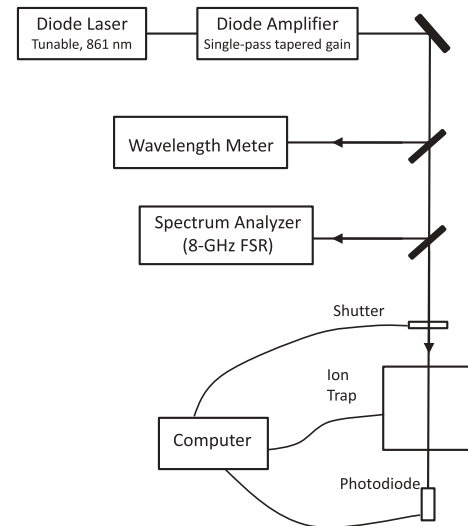 Diode Laser
Tunable, 861 nm
Diode Amplifier
Single-pass tapered gain
Wavelength Meter
Spectrum Analyzer
(8-GHz FSR)
Shutter
Ion
Trap
Computer
Photodiode